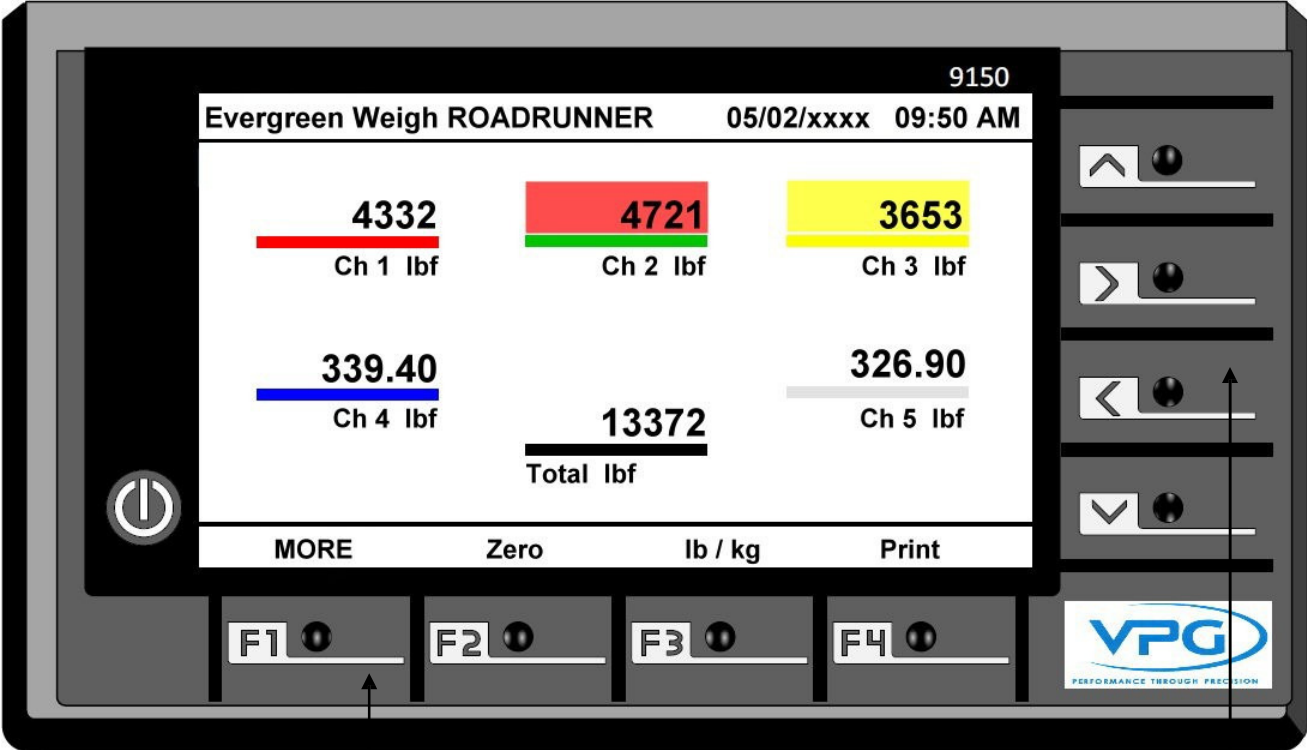 9150
Evergreen Weigh ROADRUNNER 05/02/xxxx 09:50 AM
4332 4721 3653
Ch 1 lbf Ch 2 lbf Ch 3 lbf
339.40 326.90
Ch 4 lbf 13372 Ch 5 lbf
Total lbf
MORE Zero lb / kg Print
F1 F2 F3 F4
VPG
PERFORMANCE THROUGH PRECISION